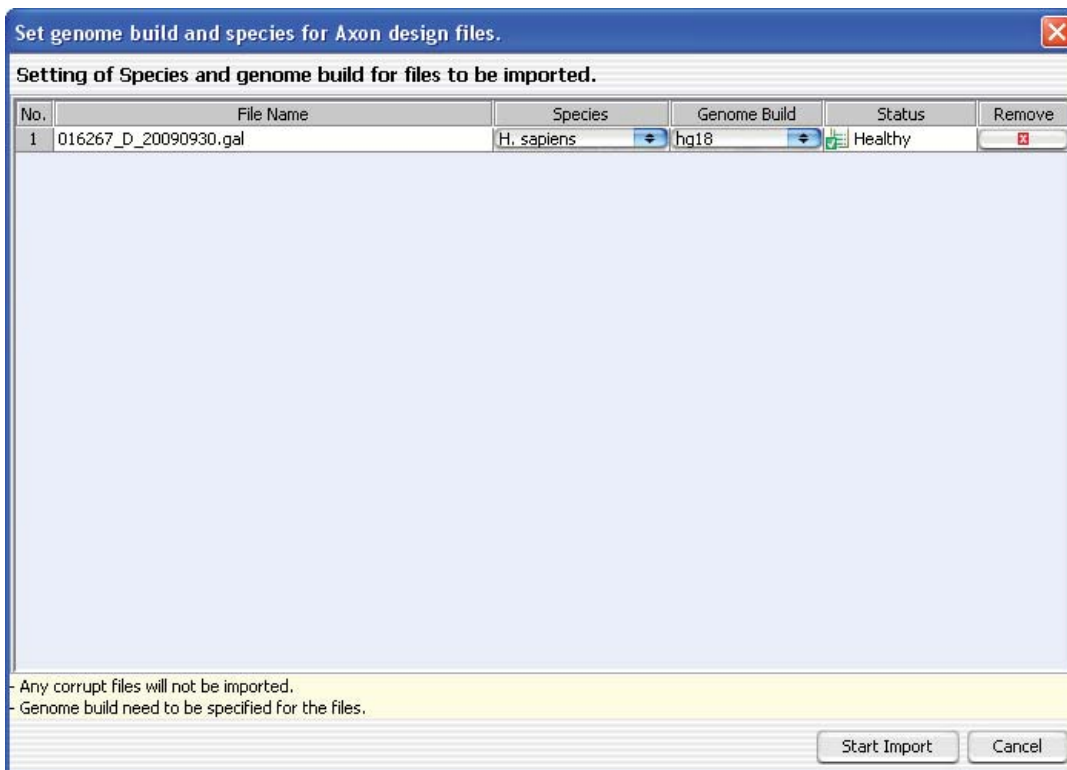 Set genome build and species for Axon design files.
Setting of Species and genome build for files to be imported.
No. File Name Species Genome Build Status Remove
1 016267_D_20090930.gal H. sapiens hg18 Healthy
- Any corrupt files will not be imported.
- Genome build need to be specified for the files.
Start Import Cancel